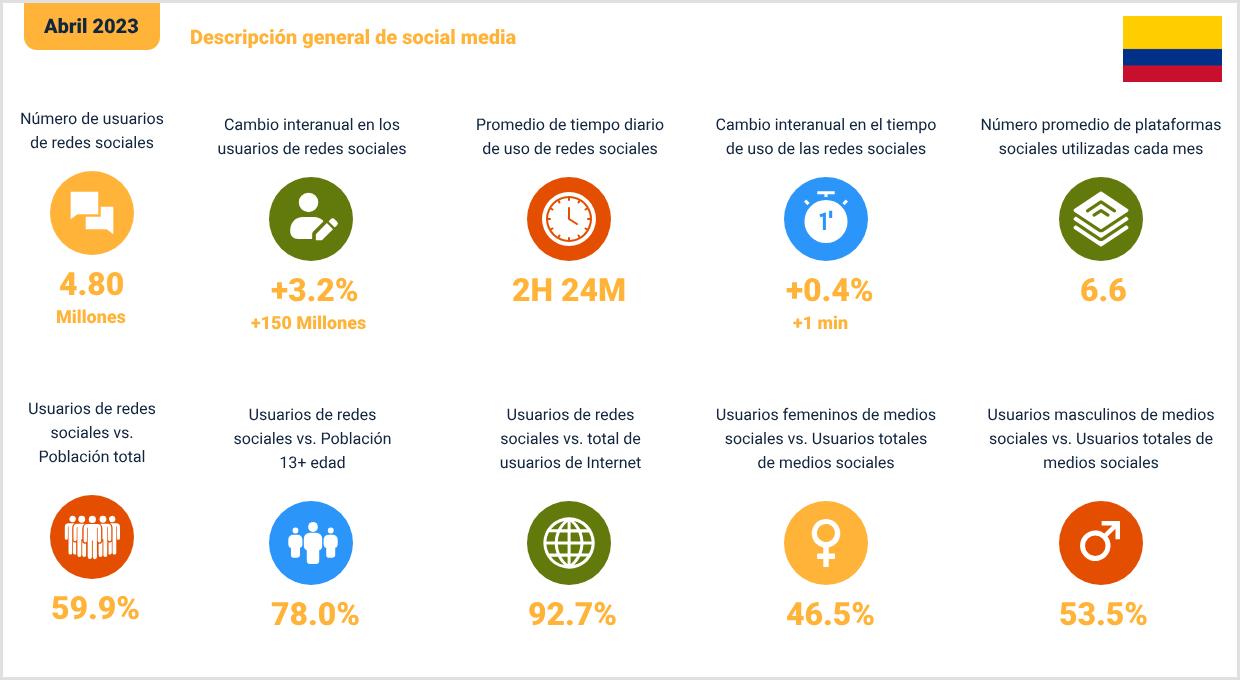 Abril 2023
Descripción general de social media
Número de usuarios
de redes sociales
4.80
Millones
Cambio interanual en los
usuarios de redes sociales
+3.2%
+150 Millones
Promedio de tiempo diario
de uso de redes sociales
2H 24M
Cambio interanual en el tiempo
de uso de las redes sociales
1'
+0.4%
+1 min
Número promedio de plataformas
sociales utilizadas cada mes
6.6
Usuarios de redes
sociales vs.
Población total
59.9%
Usuarios de redes
sociales vs. Población
13+ edad
78.0%
Usuarios de redes
sociales vs. total de
usuarios de Internet
92.7%
Usuarios femeninos de medios
sociales vs. Usuarios totales
de medios sociales
46.5%
Usuarios masculinos de medios
sociales vs. Usuarios totales de
medios sociales
53.5%